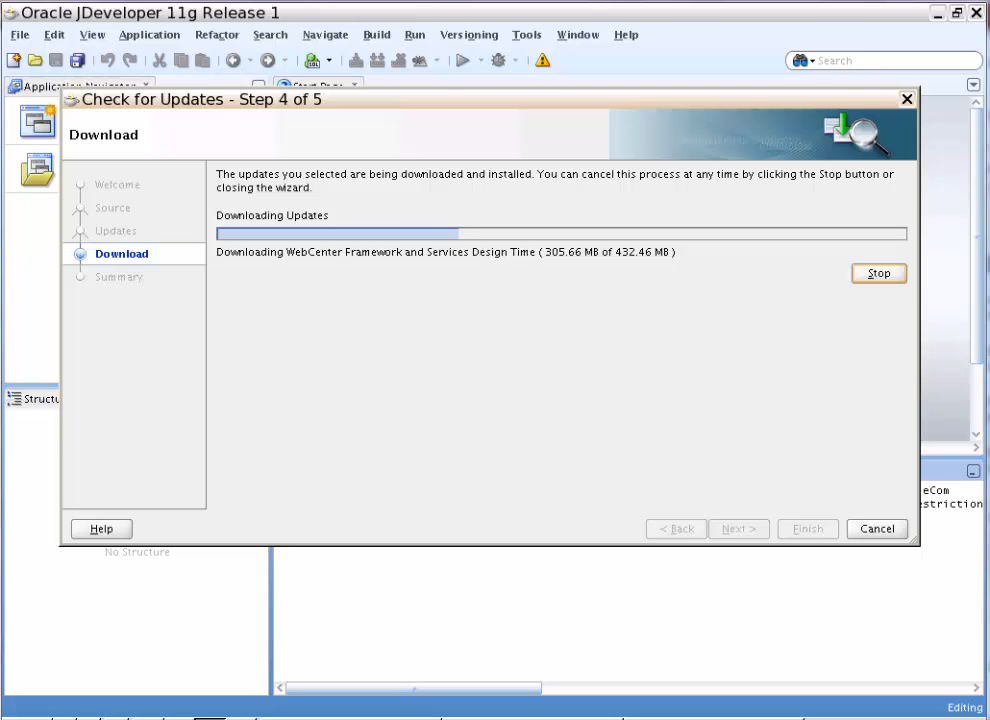 Oracle JDeveloper 11g Release 1
File Edit View Application Refactor Search Navigate Build Run Versioning Tools Window Help
Search
Check for Updates - Step 4 of 5
Download
Welcome
Source
Updates
Download
Summary
The updates you selected are being downloaded and installed. You can cancel this process at any time by clicking the Stop button or
closing the wizard.
Downloading Updates
Downloading WebCenter Framework and Services Design Time ( 305.66 MB of 432.46 MB )
Stop
Structu
eCom
estriction
Help
< Back Next > Finish Cancel
No Structure
Editing